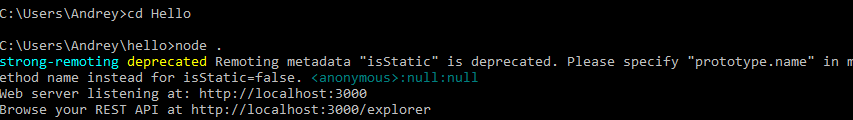 C:\Users\Andrey>cd Hello
C:\Users\Andrey\hello>node .
strong-remoting deprecated Remoting metadata "isStatic" is deprecated. Please specify "prototype.name" in m
ethod name instead for isStatic=false. <anonymous>:null:null
Web server listening at: http://localhost:3000
Browse your REST API at http://localhost:3000/explorer